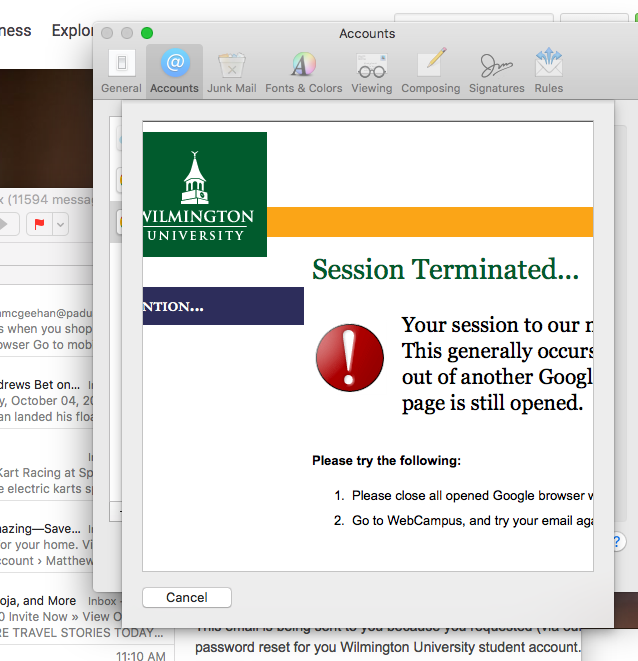 ness Explor
Accounts
General Accounts Junk Mail Fonts & Colors Viewing Composing Signatures Rules
x (11594 messa
WILMINGTON
UNIVERSITY
Session Terminated...
NTION...
Your session to our n
This generally occurs
out of another Googl
page is still opened.
Please try the following:
1. Please close all opened Google browser w
2. Go to WebCampus, and try your email aga
?
Cancel
mcgeehan@padu
s when you shop
owser Go to mob
drews Bet on... In
y, October 04, 20
an landed his floa
Kart Racing at Sp
e electric karts sp
mazing—Save... In
or your home. Vi
ccount › Matthew
oja, and More Inbox -
0 Invite Now » View O
RE TRAVEL STORIES TODAY...
11:10 AM
This email is being sent to you because you requested (via our
password reset for you Wilmington University student account.